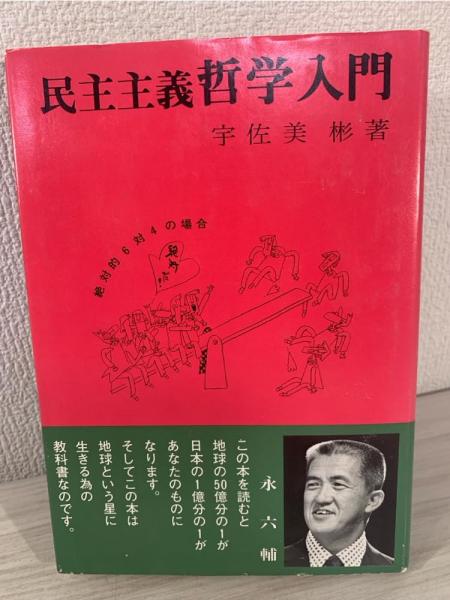 民主主義哲学入門
宇佐美 彬著
絶対的6対4の場合
この本を読むと
地球の50億分の1が
日本の1億分の1が
あなたのものに
なります。
そしてこの本は
地球という星に
生きる為の
教科書なのです。
永六輔